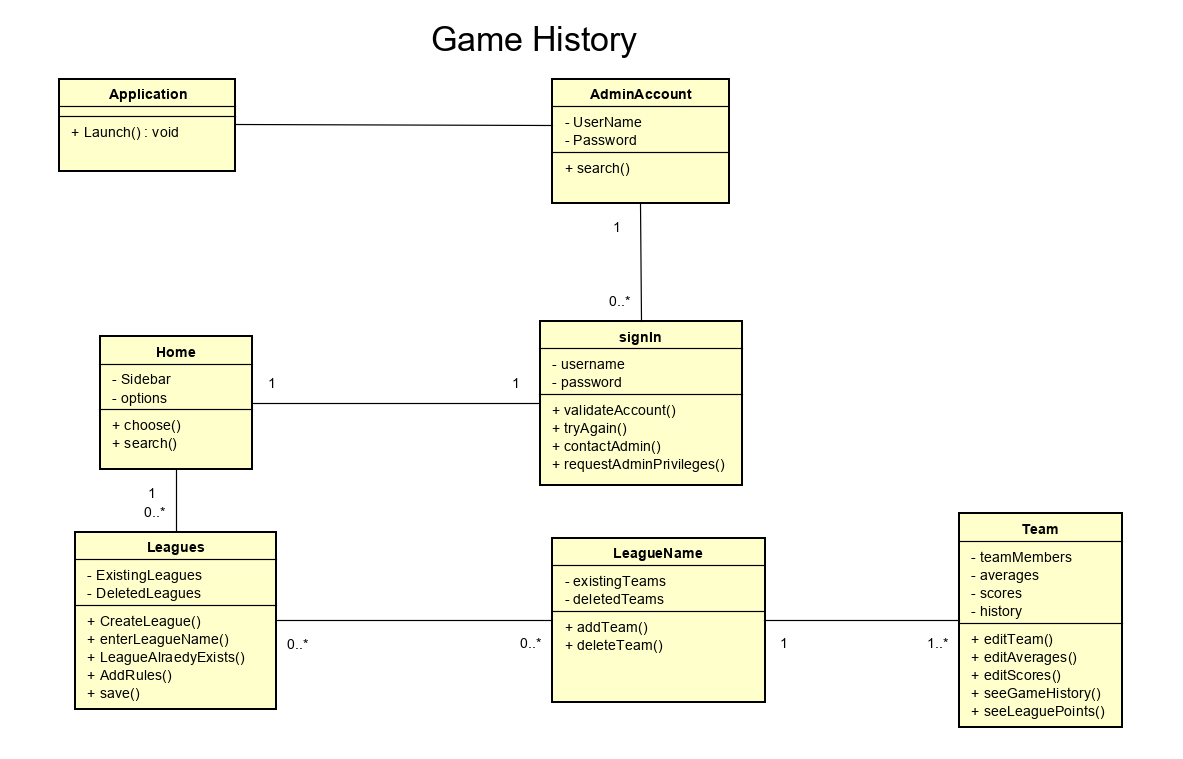 Game History
Application
+ Launch() : void
AdminAccount
- UserName
- Password
+ search()
1
0..*
signIn
- username
- password
+ validateAccount()
+ tryAgain()
+ contactAdmin()
+ requestAdminPrivileges()
Home
- Sidebar
- options
+ choose()
+ search()
1
1
1
0..*
Leagues
- ExistingLeagues
- DeletedLeagues
+ CreateLeague()
+ enterLeagueName()
+ LeagueAlraedyExists()
+ AddRules()
+ save()
0..*
0..*
LeagueName
- existingTeams
- deletedTeams
+ addTeam()
+ deleteTeam()
1
1..*
Team
- teamMembers
- averages
- scores
- history
+ editTeam()
+ editAverages()
+ editScores()
+ seeGameHistory()
+ seeLeaguePoints()